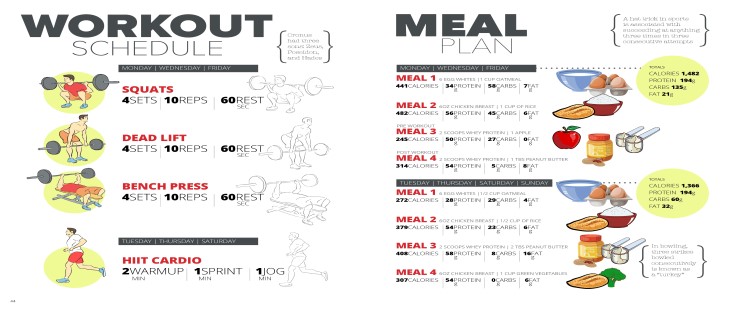 WORKOUT
SCHEDULE
Cronus
had three
sons: Zeus,
Poseidon,
and Hades
MONDAY | WEDNESDAY | FRIDAY
SQUATS
4SETS | 10REPS | 60REST
SEC
DEAD LIFT
4SETS | 10REPS | 60REST
SEC
BENCH PRESS
4SETS | 10REPS | 60REST
SEC
TUESDAY | THURSDAY | SATURDAY
HIIT CARDIO
2WARMUP | 1SPRINT | 1JOG
MIN MIN MIN
MEAL
PLAN
A hat-trick in sports
is associated with
succeeding at anything
three times in three
consecutive attempts
MONDAY | WEDNESDAY | FRIDAY
MEAL 1 6 EGG WHITES | 1 CUP OATMEAL
441CALORIES | 34PROTEIN | 58CARBS | 7FAT
g g g
MEAL 2 6OZ CHICKEN BREAST | 1 CUP OF RICE
482CALORIES | 56PROTEIN | 45CARBS | 6FAT
g g g
PRE WORKOUT
MEAL 3 2 SCOOPS WHEY PROTEIN | 1 APPLE
245CALORIES | 50PROTEIN | 27CARBS | 0FAT
g g g
POST WORKOUT
MEAL 4 2 SCOOPS WHEY PROTEIN | 1 TBS PEANUT BUTTER
314CALORIES | 54PROTEIN | 5CARBS | 8FAT
g g g
TOTALS
CALORIES 1,482
PROTEIN 194g
CARBS 135g
FAT 21g
TUESDAY | THURSDAY | SATURDAY | SUNDAY
MEAL 1 6 EGG WHITES | 1/2 CUP OATMEAL
272CALORIES | 28PROTEIN | 29CARBS | 4FAT
g g g
MEAL 2 6OZ CHICKEN BREAST | 1/2 CUP OF RICE
379CALORIES | 54PROTEIN | 22CARBS | 6FAT
g g g
MEAL 3 2 SCOOPS WHEY PROTEIN | 2 TBS PEANUT BUTTER
408CALORIES | 58PROTEIN | 8CARBS | 16FAT
g g g
MEAL 4 6OZ CHICKEN BREAST | 1 CUP GREEN VEGETABLES
307CALORIES | 54PROTEIN | 0CARBS | 6FAT
g g g
TOTALS
CALORIES 1,366
PROTEIN 194g
CARBS 60g
FAT 32g
In bowling,
three strikes
bowled
consecutively
is known as
a "turkey"